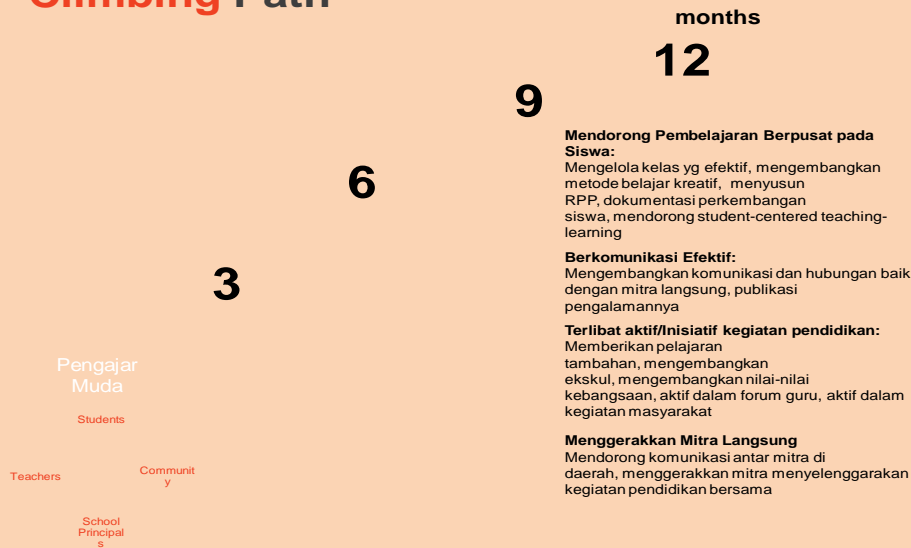 Climbing Path
months
12
9
6
3
Mendorong Pembelajaran Berpusat pada
Siswa:
Mengelola kelas yg efektif, mengembangkan
metode belajar kreatif, menyusun
RPP, dokumentasi perkembangan
siswa, mendorong student-centered teaching-
learning
Berkomunikasi Efektif:
Mengembangkan komunikasi dan hubungan baik
dengan mitra langsung, publikasi
pengalamannya
Terlibat aktif/Inisiatif kegiatan pendidikan:
Memberikan pelajaran
tambahan, mengembangkan
ekskul, mengembangkan nilai-nilai
kebangsaan, aktif dalam forum guru, aktif dalam
kegiatan masyarakat
Menggerakkan Mitra Langsung
Mendorong komunikasi antar mitra di
daerah, menggerakkan mitra menyelenggarakan
kegiatan pendidikan bersama
Pengajar
Muda
Students
Teachers
Communit
y
School
Principal
s